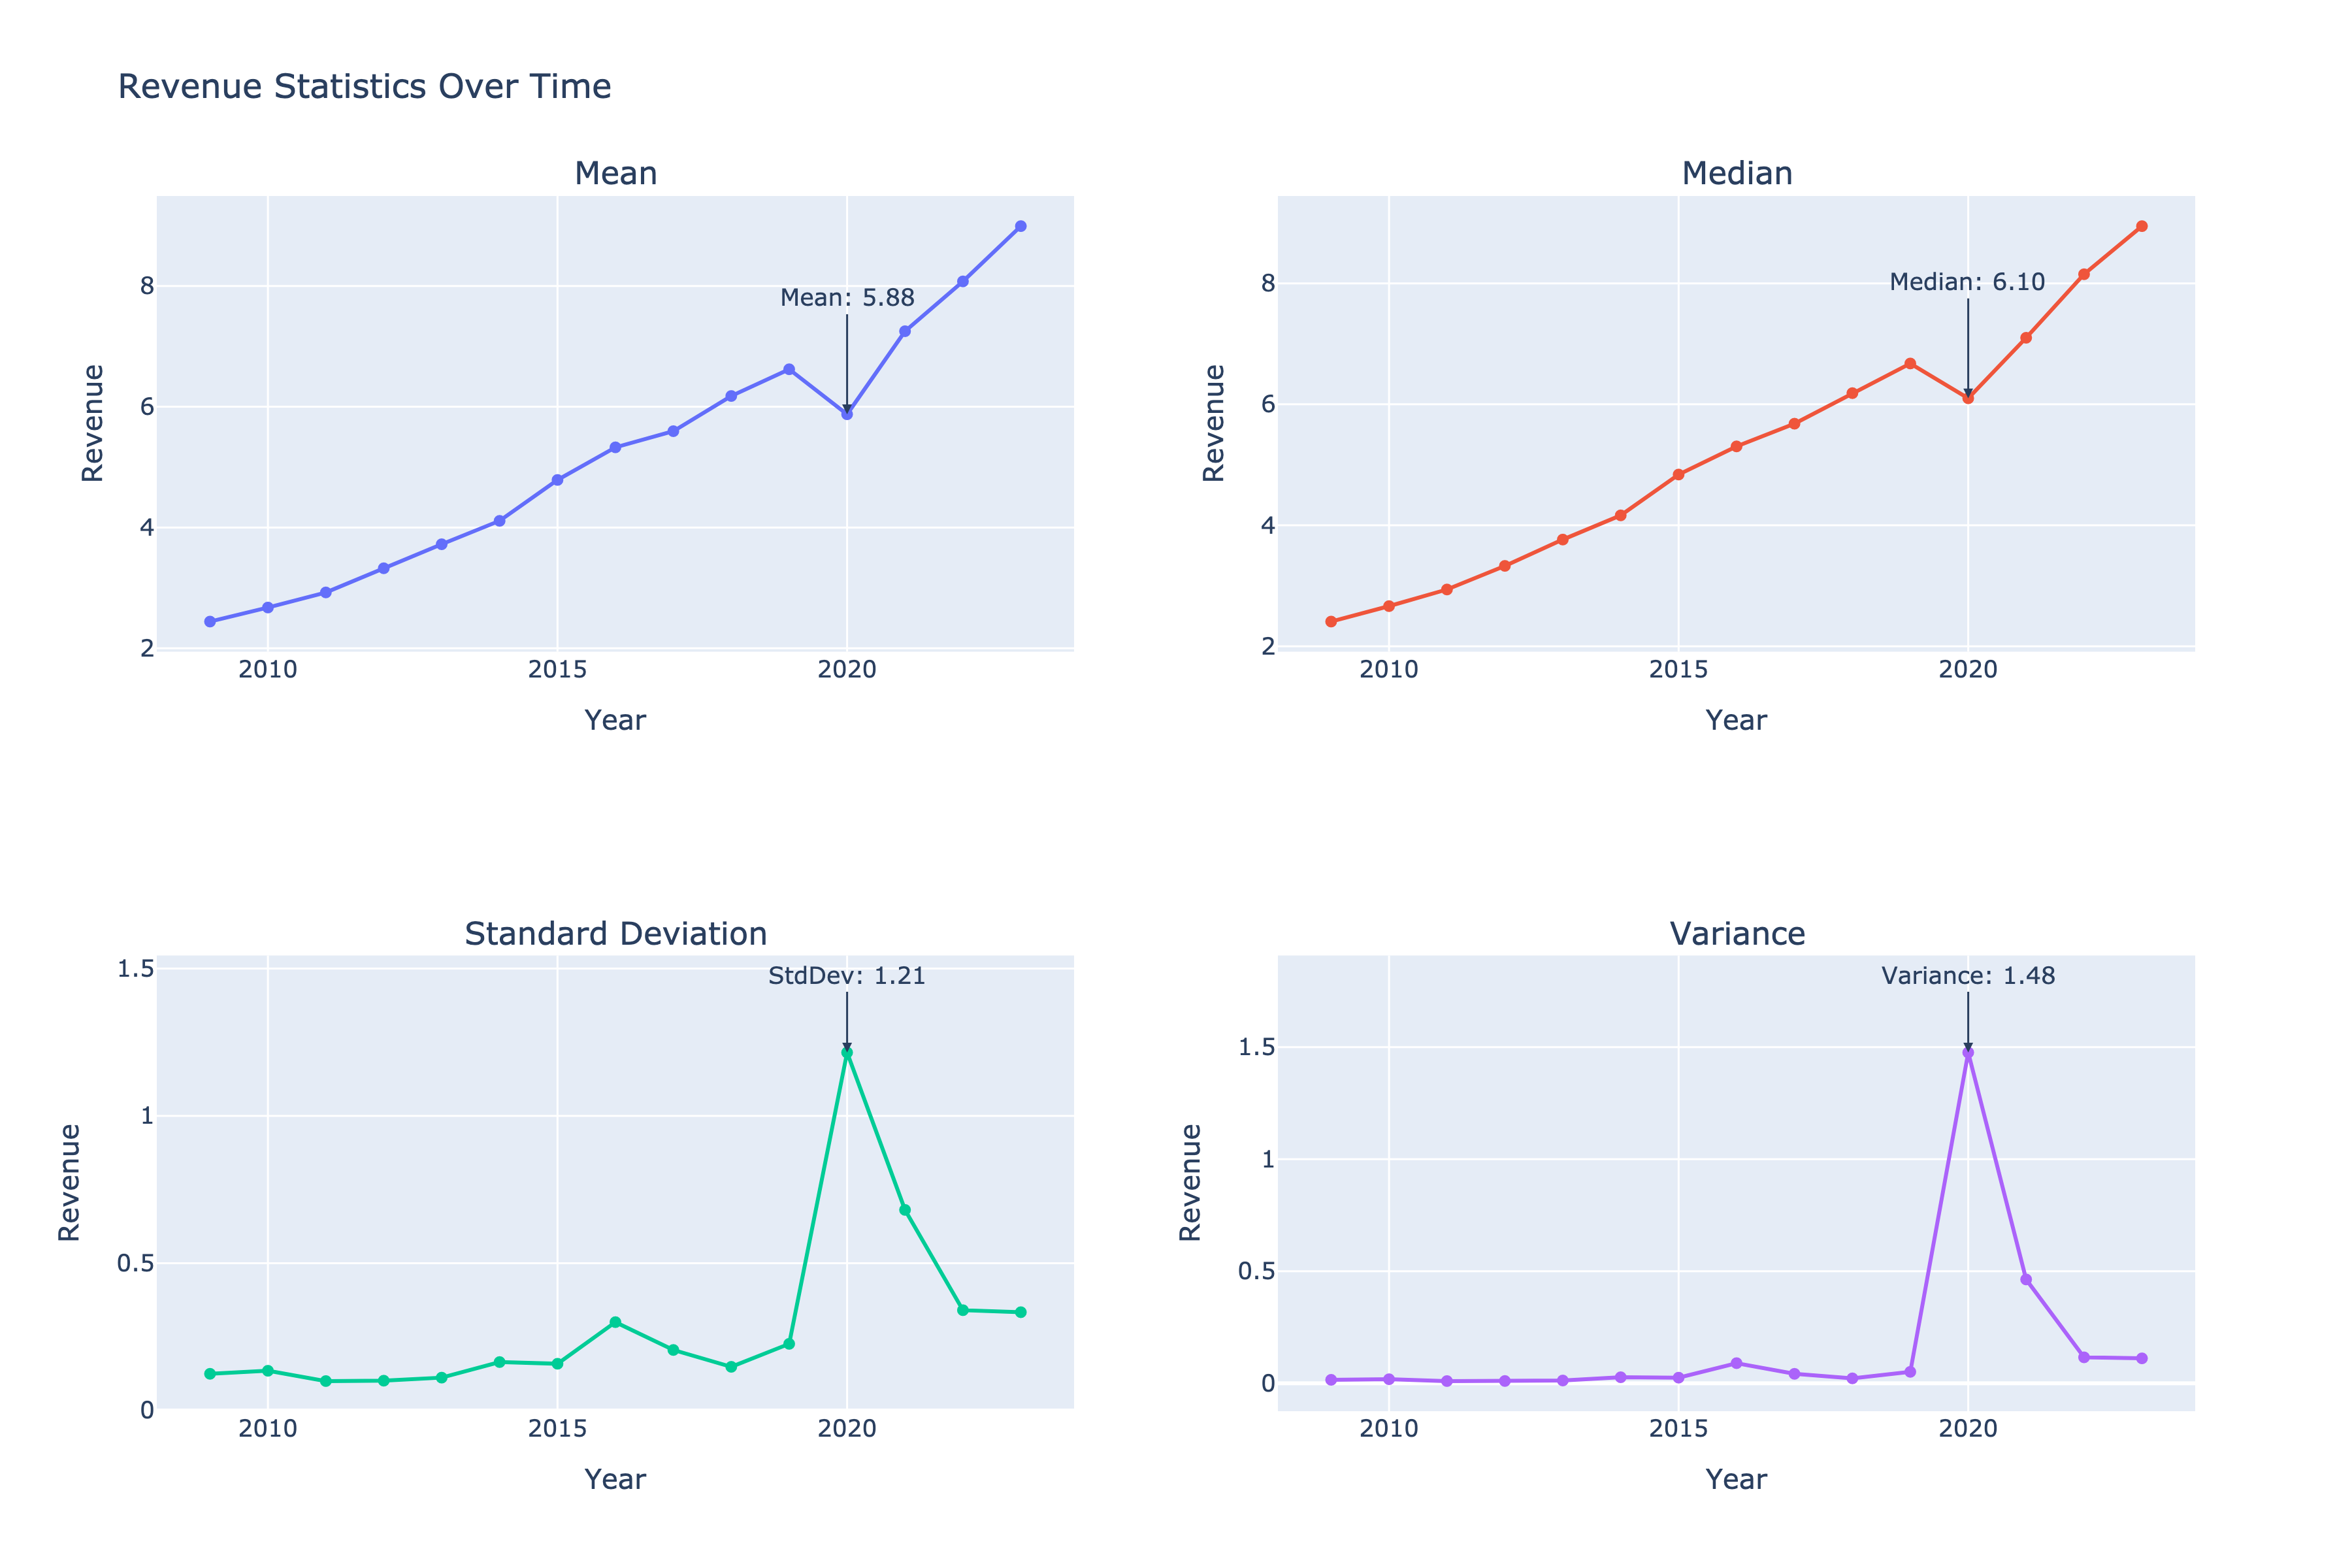 Revenue Statistics Over Time
Mean
Revenue
8
6
4
2
Mean: 5.88
2010 2015 2020
Year
Median
Revenue
8
6
4
2
Median: 6.10
2010 2015 2020
Year
Standard Deviation
Revenue
1.5
1
0.5
0
StdDev: 1.21
2010 2015 2020
Year
Variance
Revenue
1.5
1
0.5
0
Variance: 1.48
2010 2015 2020
Year